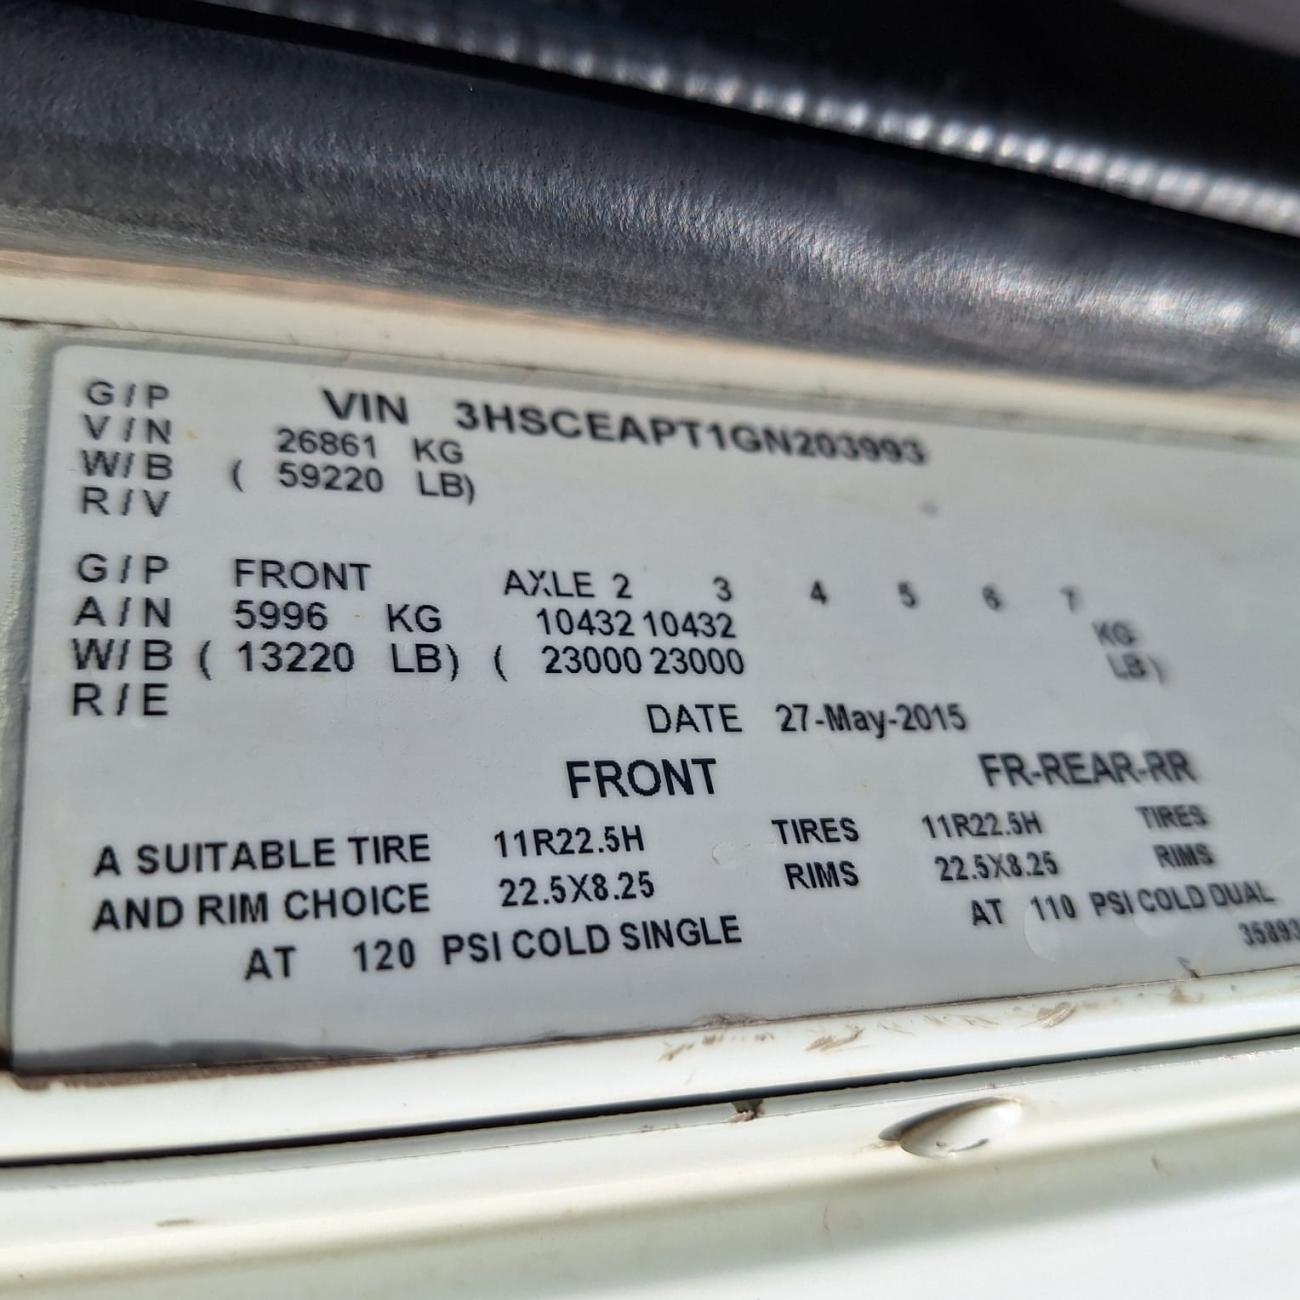 G/P VIN 3HSCEAPT1GN203993
V/N 26861 KG
W/B ( 59220 LB)
R/V
G/P FRONT AXLE 2 3 4 5 6 7
A/N 5996 KG 10432 10432 KG
W/B ( 13220 LB) ( 23000 23000 LB)
R/E
DATE 27-May-2015
FRONT FR-REAR-RR
A SUITABLE TIRE 11R22.5H TIRES 11R22.5H TIRES
AND RIM CHOICE 22.5X8.25 RIMS 22.5X8.25 RIMS
AT 120 PSI COLD SINGLE AT 110 PSI COLD DUAL
35893